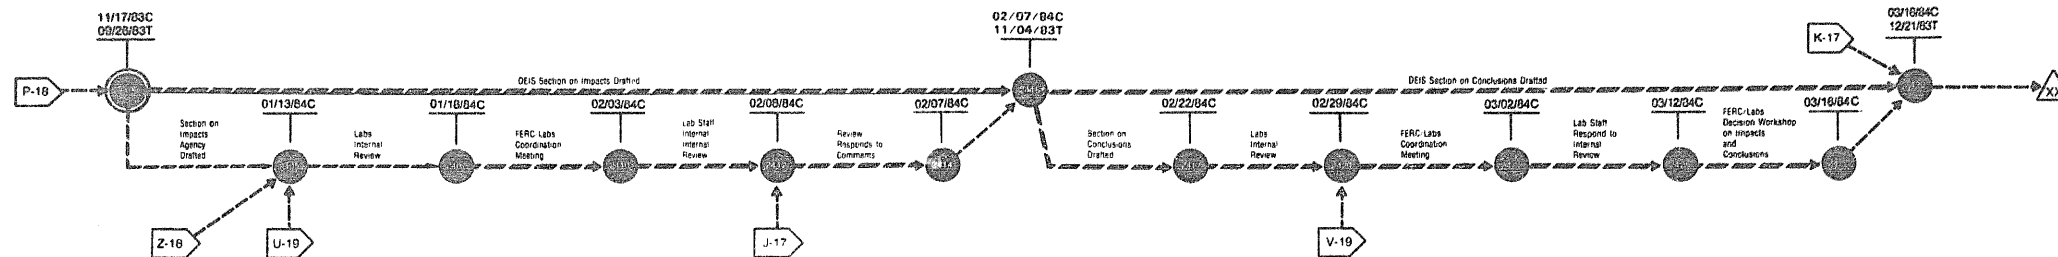 11/17/83C
09/28/83T
02/07/84C
11/04/83T
03/16/84C
12/21/83T
K-17
P-18
DEIS Section on Impacts Drafted
DEIS Section on Conclusions Drafted
XX
01/13/84C
01/18/84C
02/03/84C
02/08/84C
02/07/84C
02/22/84C
02/29/84C
03/02/84C
03/12/84C
03/16/84C
Section on
Impacts
Agency
Drafted
Labs
Internal
Review
FERC-Labs
Coordination
Meeting
Lab Staff
Internal
Internal
Review
Review
Responds to
Comments
Section on
Conclusions
Drafted
Labs
Internal
Review
FERC/Labs
Coordination
Meeting
Lab Staff
Respond to
Internal
Review
FERC/Labs
Decision Workshop
on Impacts
and
Conclusions
Z-18
U-19
J-17
V-19